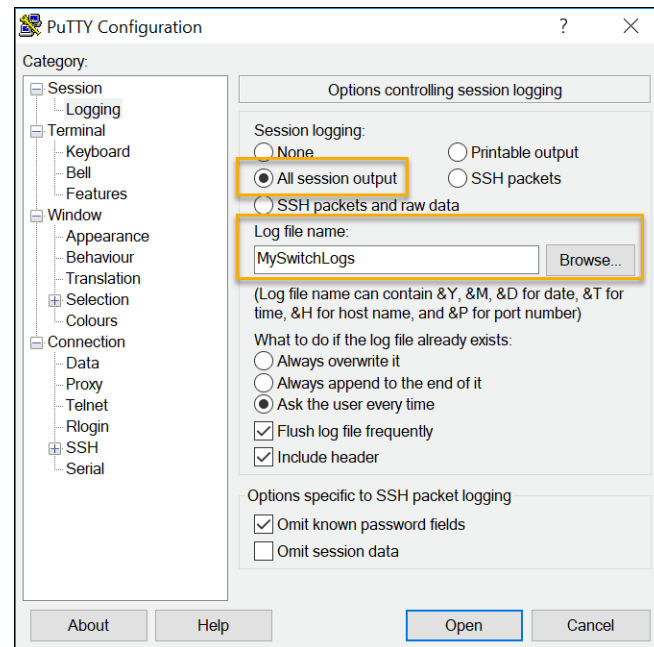 PuTTY Configuration
?
Category:
Session
Logging
Terminal
Keyboard
Bell
Features
Window
Appearance
Behaviour
Translation
Selection
Colours
Connection
Data
Proxy
Telnet
Rlogin
SSH
Serial
Options controlling session logging
Session logging:
None Printable output
All session output SSH packets
SSH packets and raw data
Log file name:
MySwitchLogs Browse...
(Log file name can contain &Y, &M, &D for date, &T for
time, &H for host name, and &P for port number)
What to do if the log file already exists:
Always overwrite it
Always append to the end of it
Ask the user every time
Flush log file frequently
Include header
Options specific to SSH packet logging
Omit known password fields
Omit session data
About Help Open Cancel